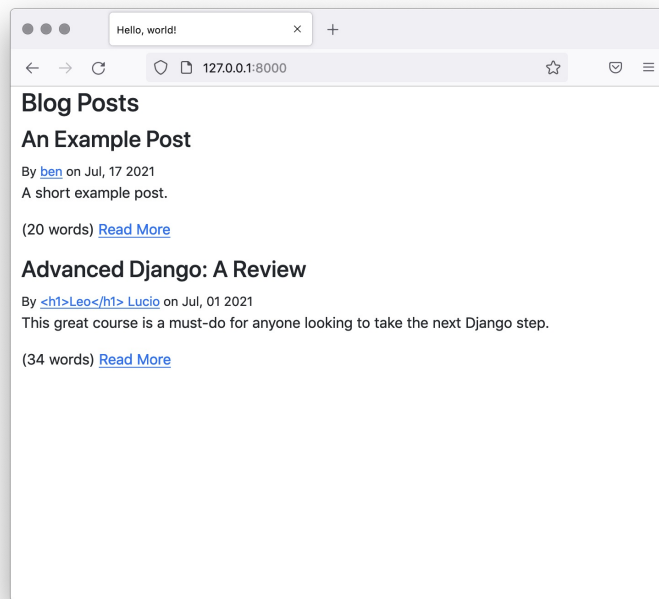 Hello, world!
127.0.0.1:8000
Blog Posts
An Example Post
By ben on Jul, 17 2021
A short example post.
(20 words) Read More
Advanced Django: A Review
By <h1>Leo</h1> Lucio on Jul, 01 2021
This great course is a must-do for anyone looking to take the next Django step.
(34 words) Read More